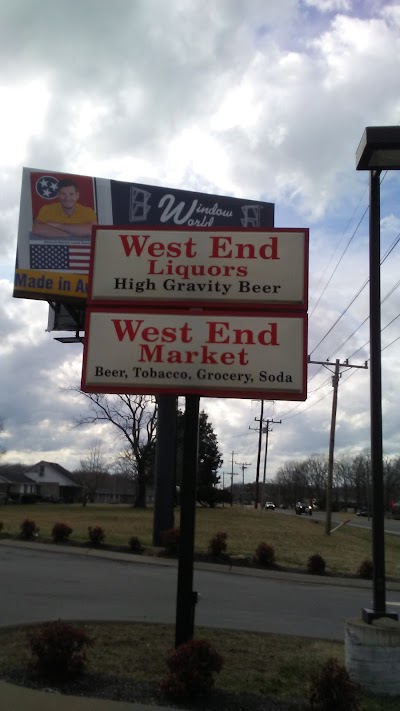 Window
World
Made in A
West End
Liquors
High Gravity Beer
West End
Market
Beer, Tobacco, Grocery, Soda